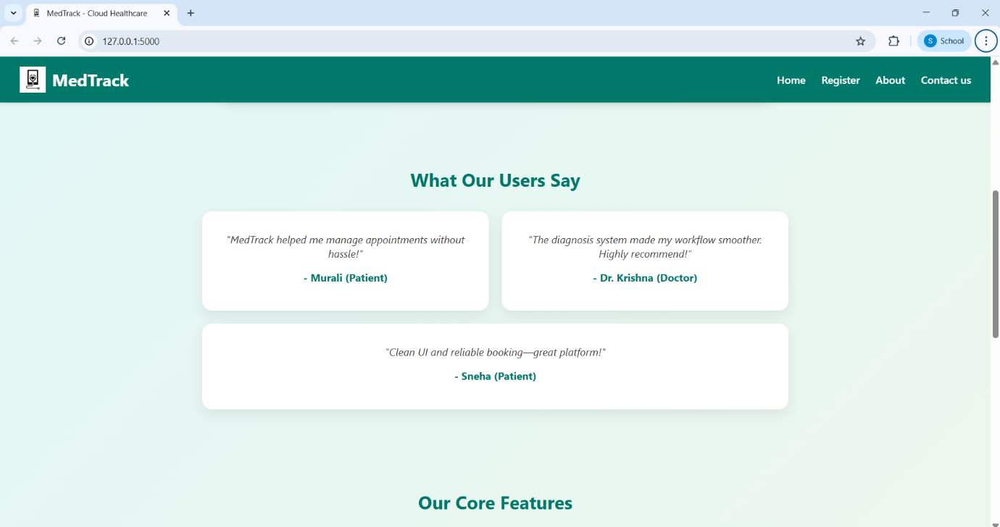 MedTrack - Cloud Healthcare
127.0.0.1:5000
S School
MedTrack
Home Register About Contact us
What Our Users Say
"MedTrack helped me manage appointments without
hassle!"
- Murali (Patient)
"The diagnosis system made my workflow smoother.
Highly recommend!"
- Dr. Krishna (Doctor)
"Clean UI and reliable booking—great platform!"
- Sneha (Patient)
Our Core Features